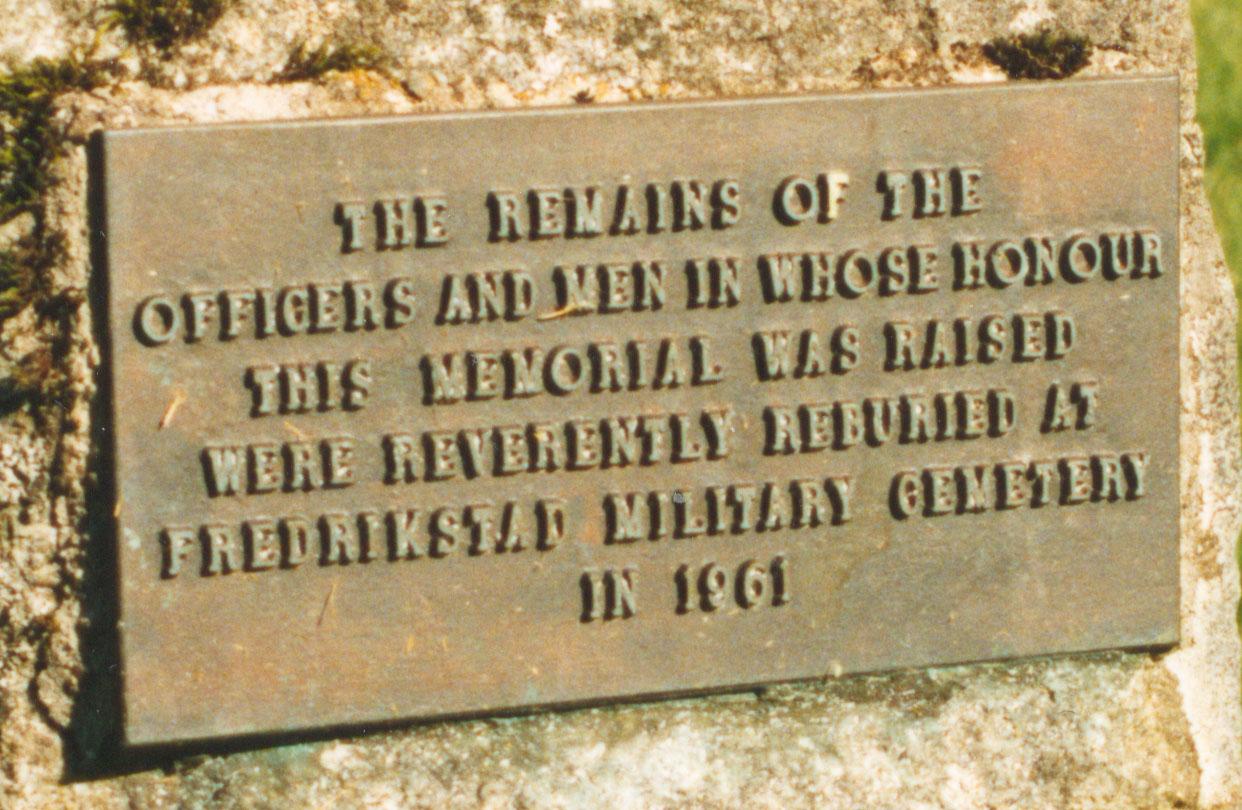 THE REMAINS OF THE
OFFICERS AND MEN IN WHOSE HONOUR
THIS MEMORIAL WAS RAISED
WERE REVERENTLY REBURIED AT
FREDRIKSTAD MILITARY CEMETERY
IN 1961